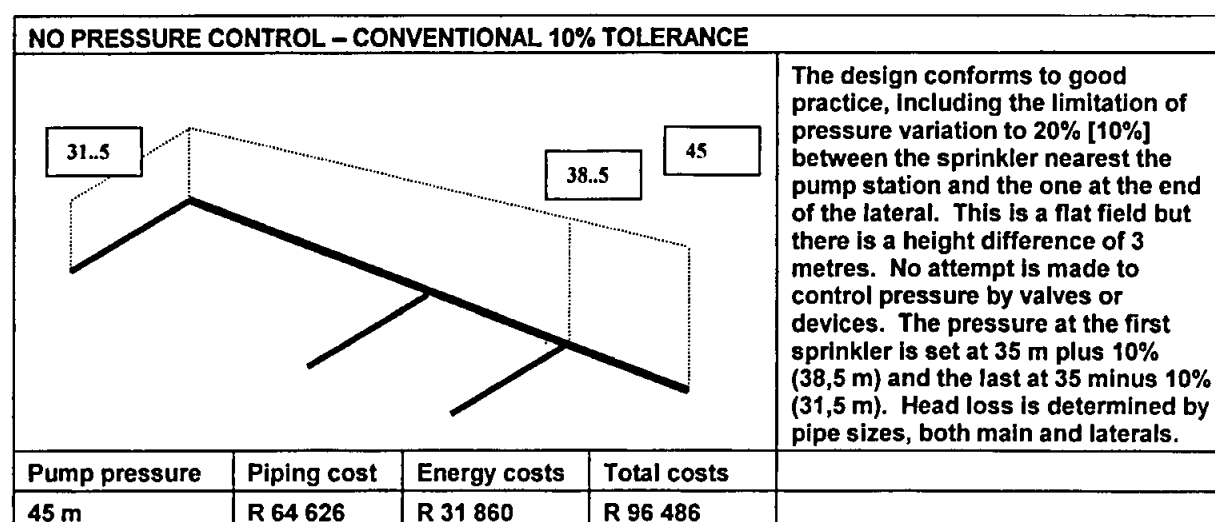 NO PRESSURE CONTROL – CONVENTIONAL 10% TOLERANCE
31..5
38..5
45
The design conforms to good
practice, including the limitation of
pressure variation to 20% [10%]
between the sprinkler nearest the
pump station and the one at the end
of the lateral. This is a flat field but
there is a height difference of 3
metres. No attempt is made to
control pressure by valves or
devices. The pressure at the first
sprinkler is set at 35 m plus 10%
(38,5 m) and the last at 35 minus 10%
(31,5 m). Head loss is determined by
pipe sizes, both main and laterals.
Pump pressure Piping cost Energy costs Total costs
45 m R 64 626 R 31 860 R 96 486